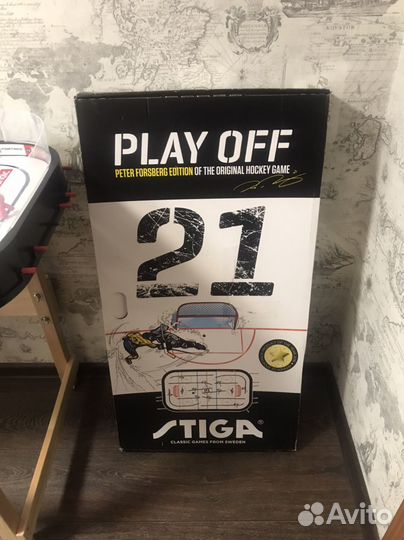 PLAY OFF
PETER FORSBERG EDITION OF THE ORIGINAL HOCKEY GAME
21
STIGA
CLASSIC GAMES FROM SWEDEN
Avito